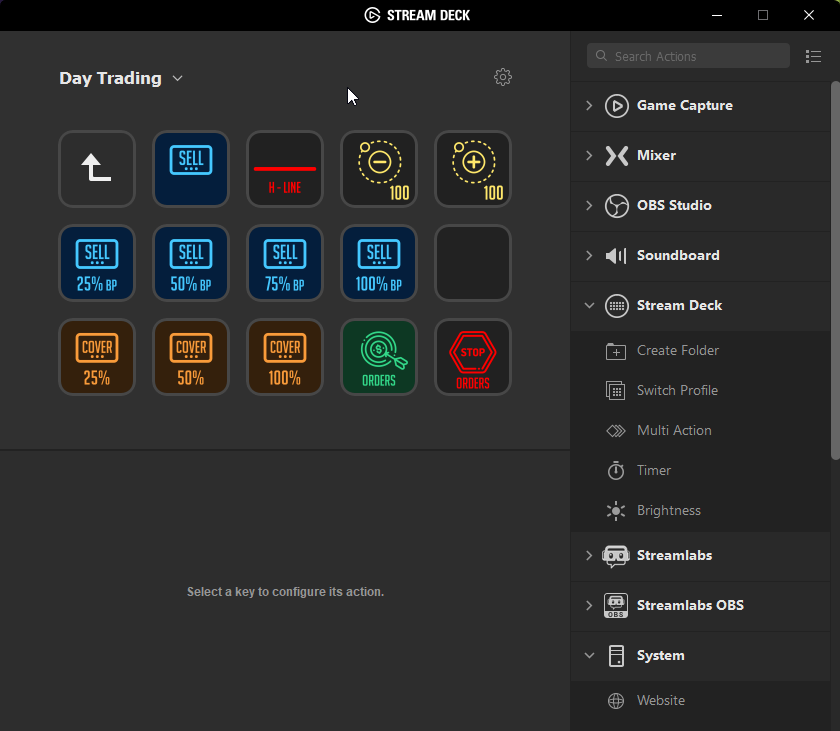 STREAM DECK
Day Trading
SELL
H - LINE
100
100
SELL
25% BP
SELL
50% BP
SELL
75% BP
SELL
100% BP
COVER
25%
COVER
50%
COVER
100%
$
ORDERS
STOP
ORDERS
Select a key to configure its action.
Search Actions
Game Capture
Mixer
OBS Studio
Soundboard
Stream Deck
Create Folder
Switch Profile
Multi Action
Timer
Brightness
Streamlabs
OBS
Streamlabs OBS
System
Website